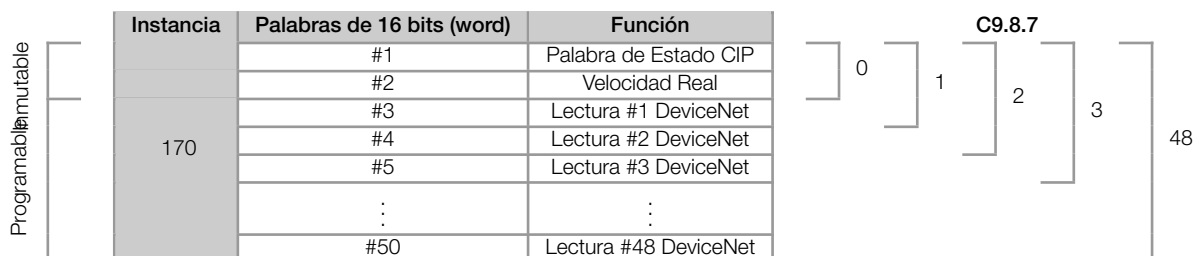 Instancia Palabras de 16 bits (word) Función C9.8.7
Inmutable
#1 Palabra de Estado CIP
#2 Velocidad Real
0
1
2
3
48
Programable
170
#3 Lectura #1 DeviceNet
#4 Lectura #2 DeviceNet
#5 Lectura #3 DeviceNet
⋮ ⋮
#50 Lectura #48 DeviceNet